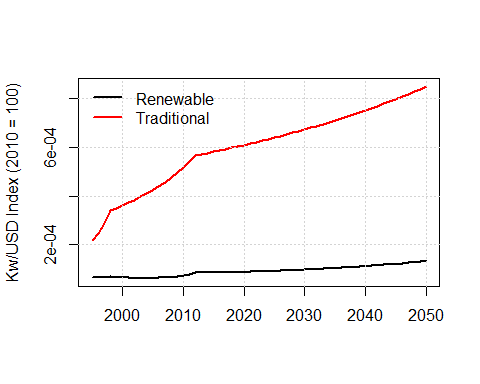 Kw/USD Index (2010 = 100)
6e-04
2e-04
Renewable
Traditional
2000 2010 2020 2030 2040 2050